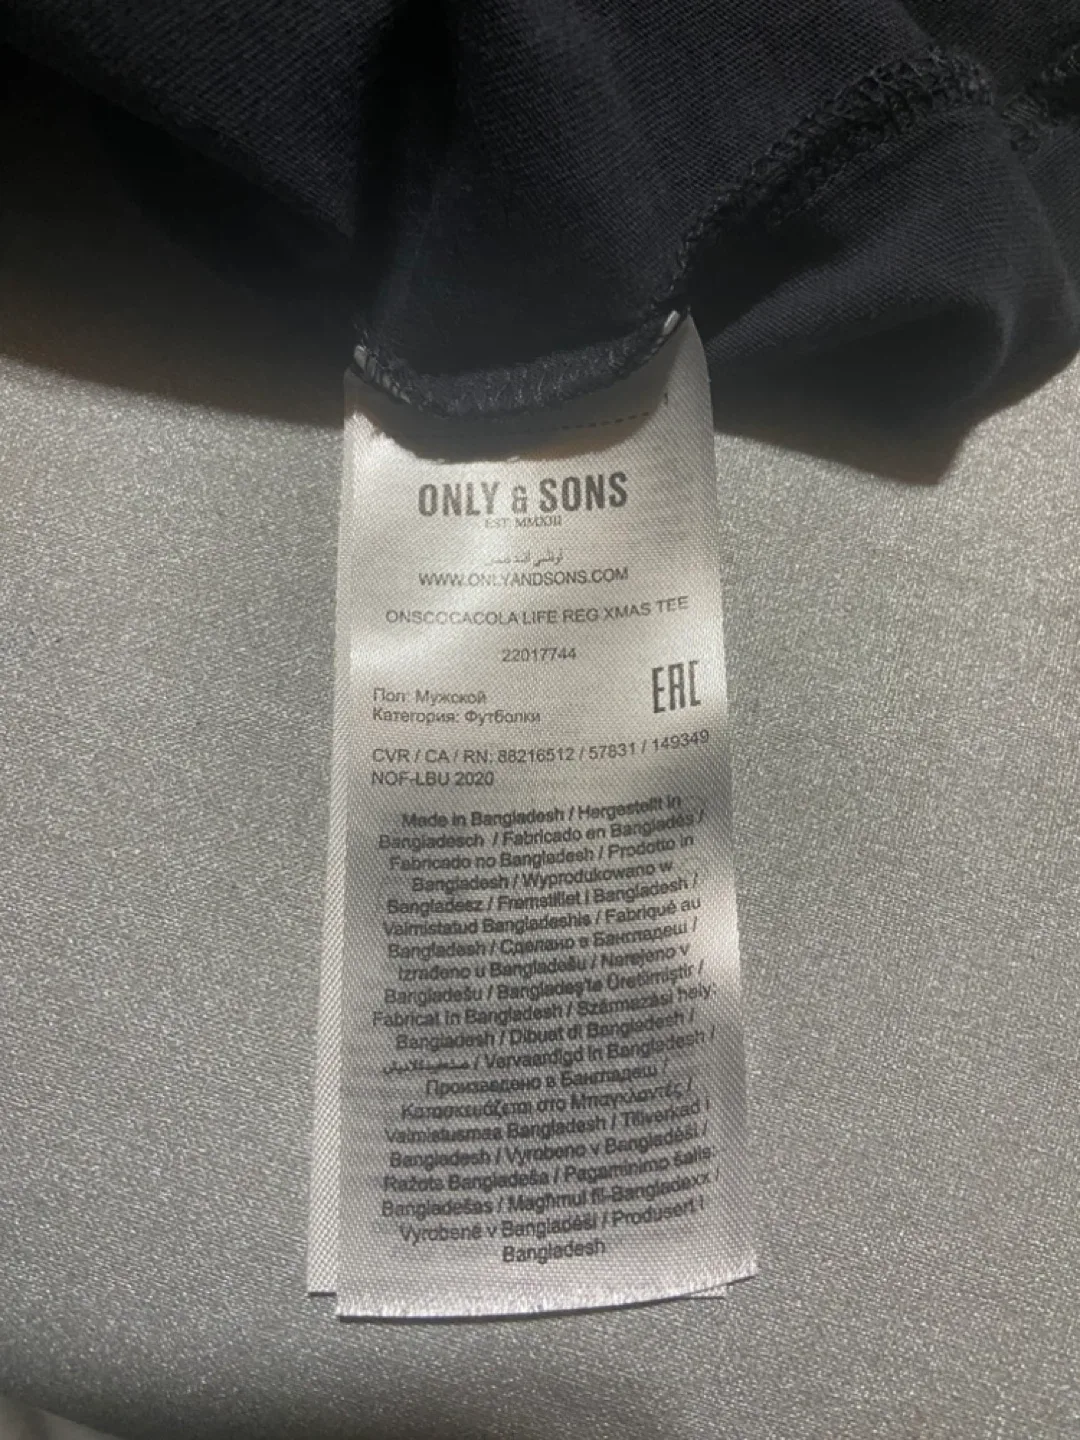 ONLY & SONS
EST MMXIII
WWW.ONLYANDSONS.COM
ONSCOCACOLA LIFE REG XMAS TEE
22017744
EAC
Пол: Мужской
Категория: Футболки
CVR / CA / RN: 88216512 / 57831 / 149349
NOF-LBU 2020
Made in Bangladesh / Hergestellt in
Bangladesch / Fabricado en Bangladés /
Fabricado no Bangladesh / Prodotto in
Bangladesh / Wyprodukowano w
Bangladesz / Fremstillet i Bangladesh /
Valmistatud Bangladeshis / Fabriqué au
Bangladesh / Сделано в Бангладеш /
Izrađeno u Bangladešu / Narejeno v
Bangladešu / Bangladeş'te Üretilmiştir /
Fabricat în Bangladesh / Származási hely:
Bangladesh / Dibuat di Bangladesh /
/ Vervaardigd in Bangladesh /
Произведено в Бангладеш /
Κατασκευάζεται στο Μπαγκλαντές /
Valmistusmaa Bangladesh / Tillverkad i
Bangladesh / Vyrobeno v Bangladéši /
Ražots Bangladeša / Pagaminimo šalis:
Bangladešas / Magħmul fil-Bangladexx /
Vyrobené v Bangladéši / Produsert i
Bangladesh